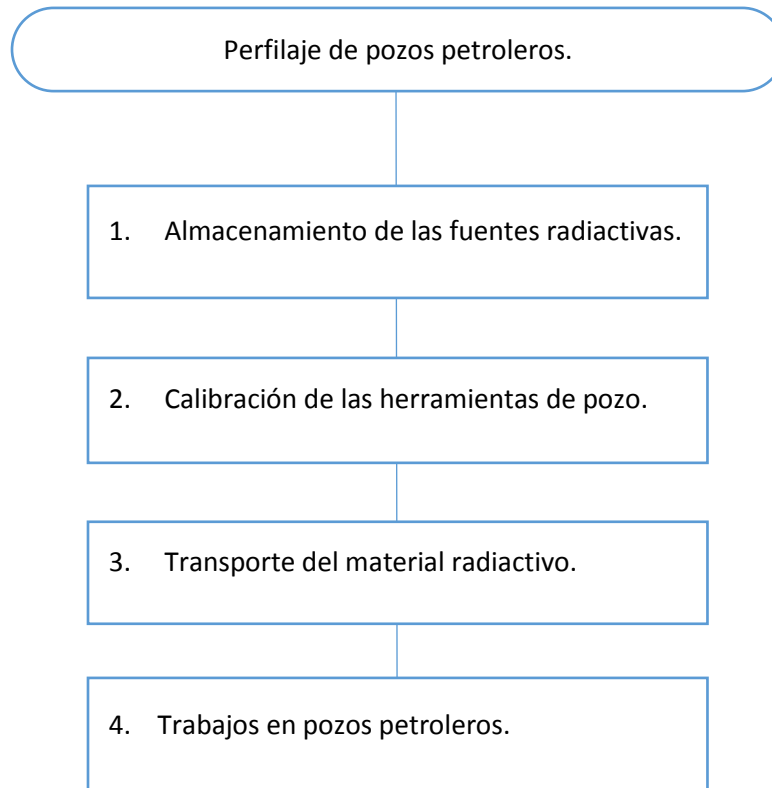 Perfilaje de pozos petroleros.
1. Almacenamiento de las fuentes radiactivas.
2. Calibración de las herramientas de pozo.
3. Transporte del material radiactivo.
4. Trabajos en pozos petroleros.